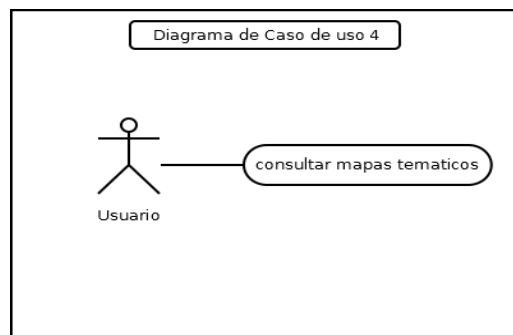 Diagrama de Caso de uso 4
consultar mapas tematicos
Usuario